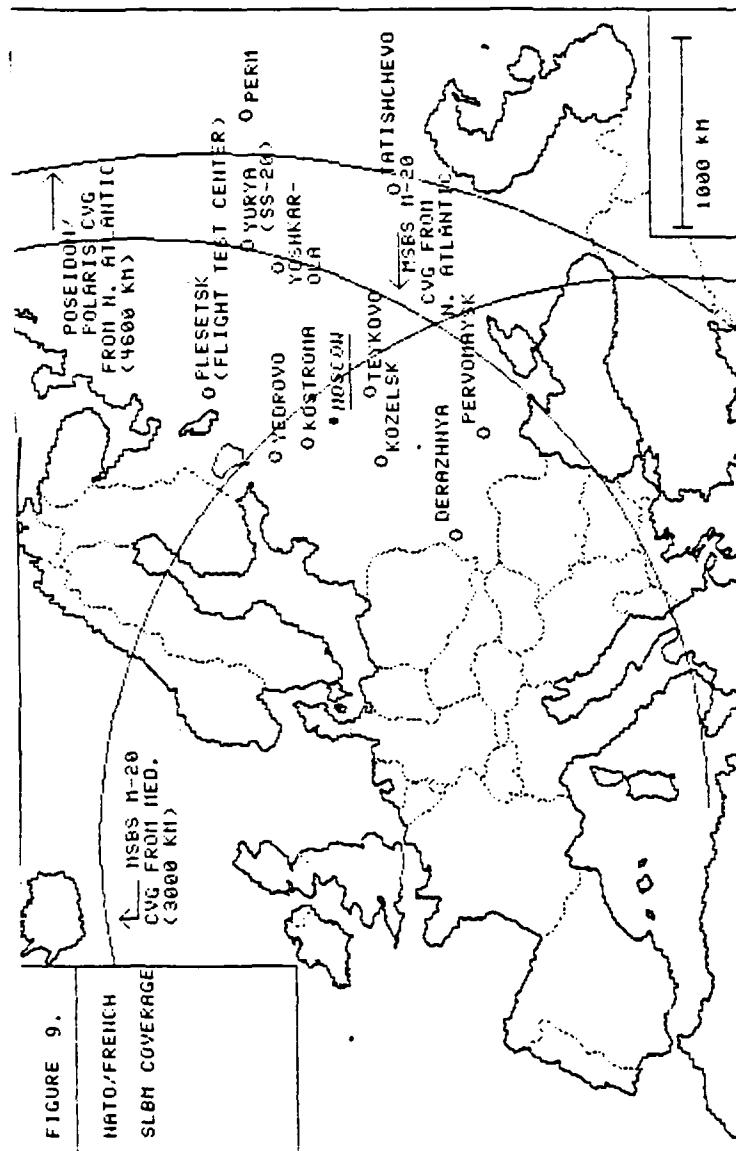 FIGURE 9.
NATO/FRENCH
SLBM COVERAGE
MSBS M-20
CVG FROM MED.
(3000 KM)
POSEIDON/
POLARIS CVG
FROM N. ATLANTIC
(4600 KM)
PLESETSK
(FLIGHT TEST CENTER)
YEDROVO
KOSTROMA
MOSCOW
YURYA
(SS-20)
PERM
YOSHKAR-
OLA
TEYKOVO
KOZELSK
TATISHCHEVO
MSBS M-20
CVG FROM
N. ATLANTIC
DERAZHNYA
PERVOMAYSK
1000 KM